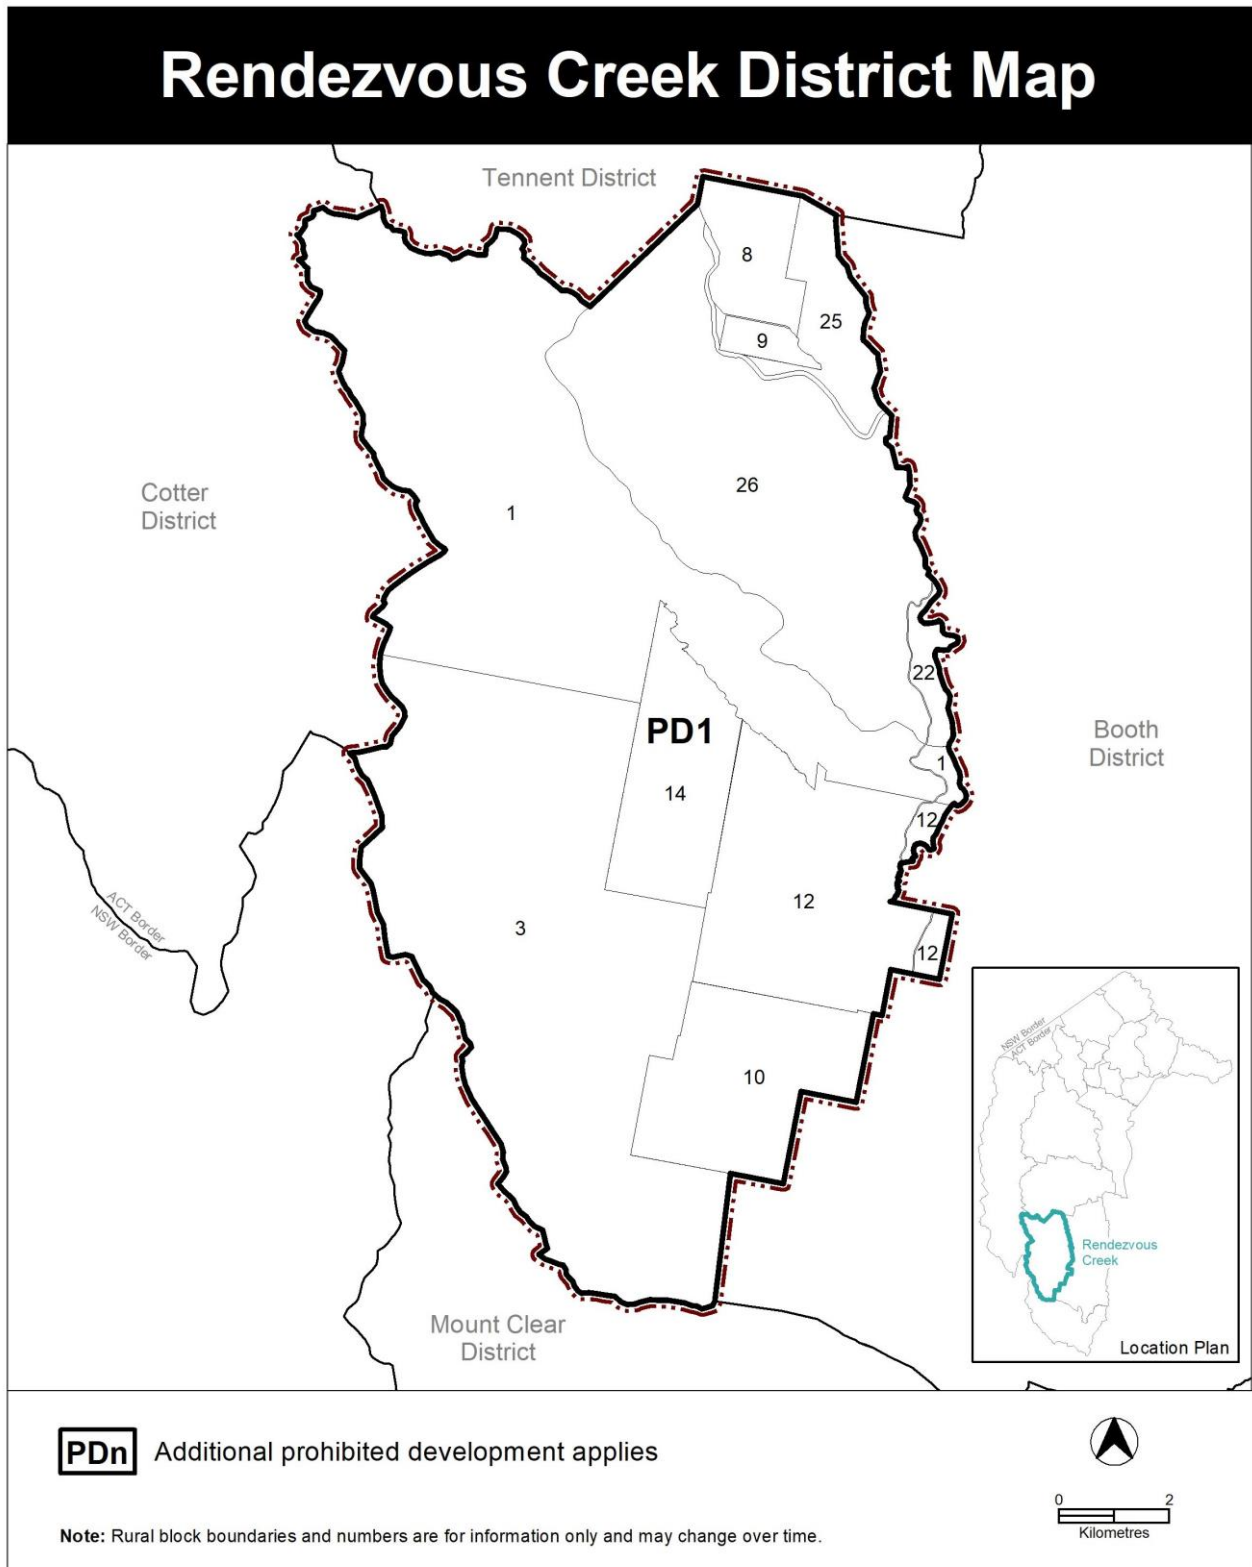 Rendezvous Creek District Map
Tennent District
8
25
9
Cotter
District
1
26
22
PD1
Booth
District
1
14
12
12
3
12
ACT Border
NSW Border
10
NSW Border
ACT Border
Rendezvous
Creek
Location Plan
Mount Clear
District
PDn Additional prohibited development applies
0 2
Kilometres
Note: Rural block boundaries and numbers are for information only and may change over time.